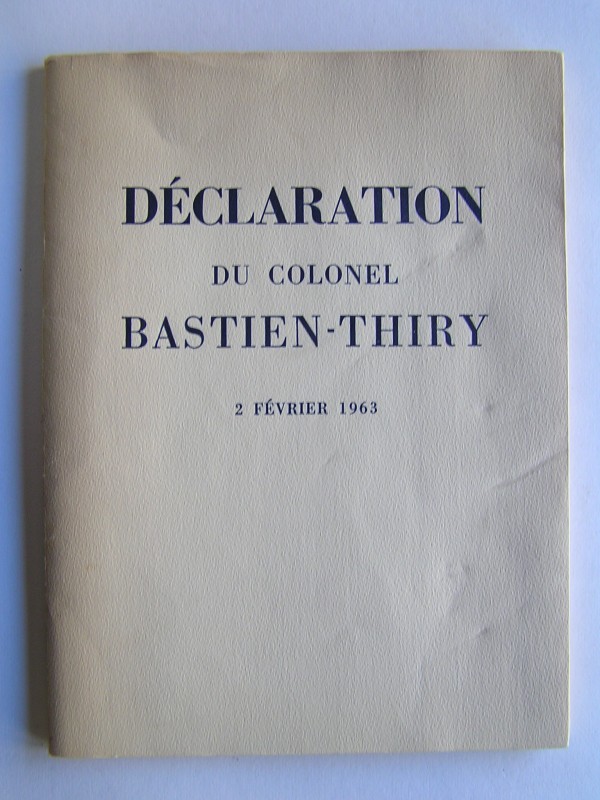 DÉCLARATION
DU COLONEL
BASTIEN-THIRY
2 FÉVRIER 1963